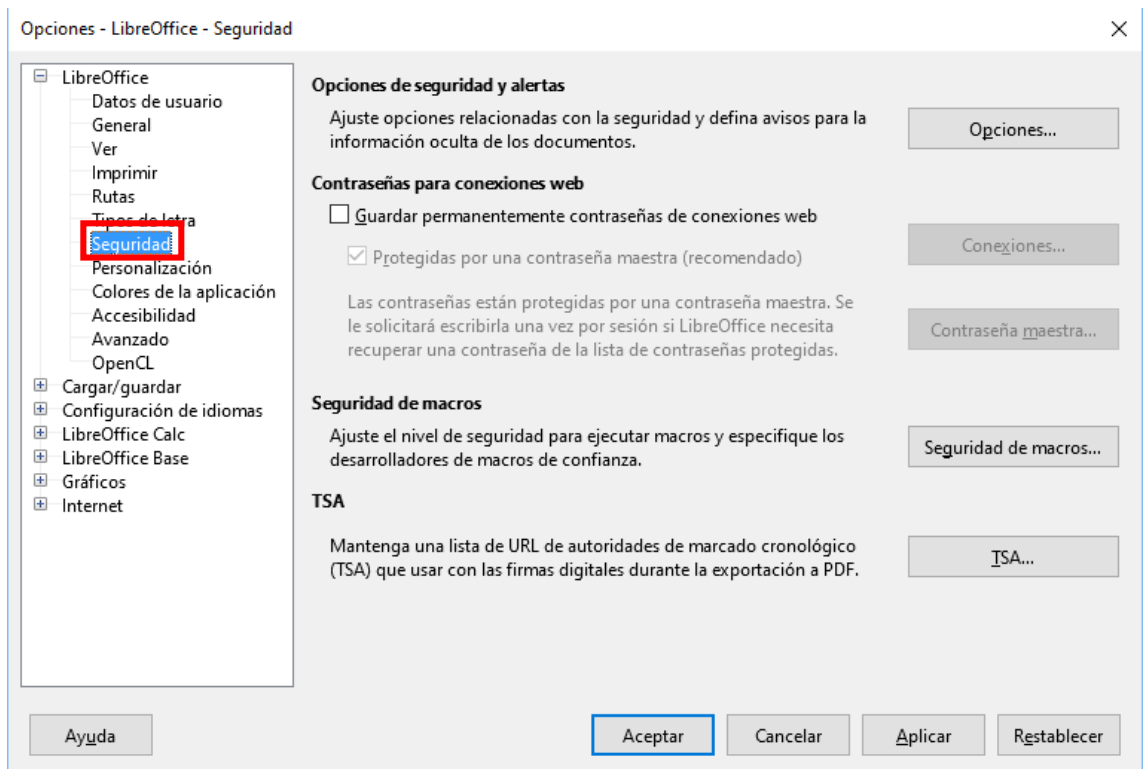 Opciones - LibreOffice - Seguridad
LibreOffice
Datos de usuario
General
Ver
Imprimir
Rutas
Tipos de letra
Seguridad
Personalización
Colores de la aplicación
Accesibilidad
Avanzado
OpenCL
Cargar/guardar
Configuración de idiomas
LibreOffice Calc
LibreOffice Base
Gráficos
Internet
Opciones de seguridad y alertas
Ajuste opciones relacionadas con la seguridad y defina avisos para la
información oculta de los documentos.
Opciones...
Contraseñas para conexiones web
Guardar permanentemente contraseñas de conexiones web
Protegidas por una contraseña maestra (recomendado)
Conexiones...
Las contraseñas están protegidas por una contraseña maestra. Se
le solicitará escribirla una vez por sesión si LibreOffice necesita
recuperar una contraseña de la lista de contraseñas protegidas.
Contraseña maestra...
Seguridad de macros
Ajuste el nivel de seguridad para ejecutar macros y especifique los
desarrolladores de macros de confianza.
Seguridad de macros...
TSA
Mantenga una lista de URL de autoridades de marcado cronológico
(TSA) que usar con las firmas digitales durante la exportación a PDF.
TSA...
Ayuda
Aceptar
Cancelar
Aplicar
Restablecer